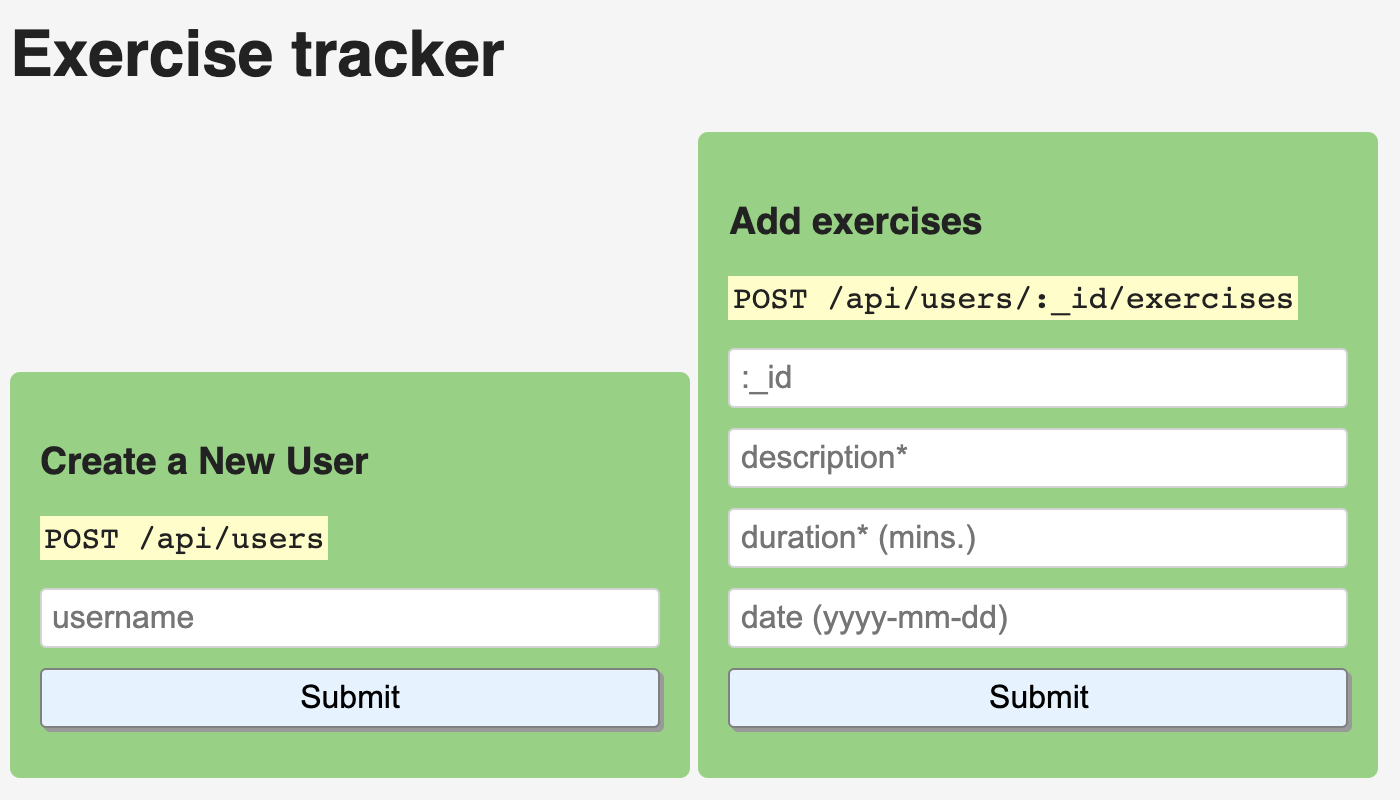 Exercise tracker
Create a New User
POST /api/users
username
Submit
Add exercises
POST /api/users/:_id/exercises
:_id
description*
duration* (mins.)
date (yyyy-mm-dd)
Submit